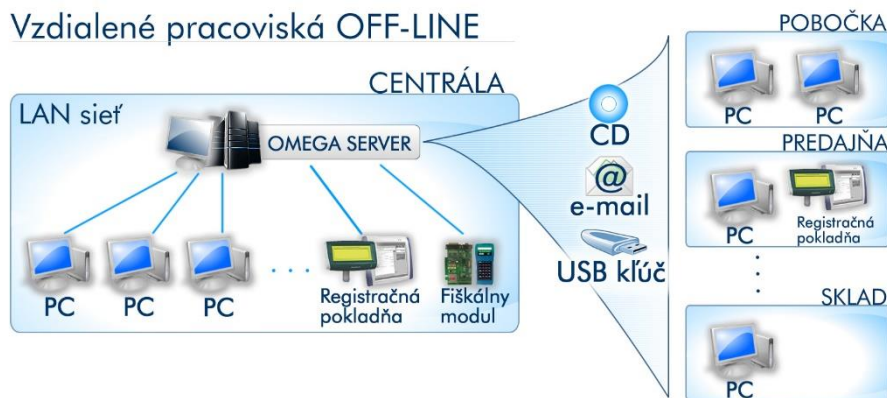 Vzdialené pracoviská OFF-LINE
CENTRÁLA
LAN sieť
OMEGA SERVER
PC
PC
PC
. . .
Registračná
pokladňa
Fiškálny
modul
CD
@
e-mail
USB kľúč
POBOČKA
PC
PC
PREDAJŇA
PC
Registračná
pokladňa
SKLAD
PC